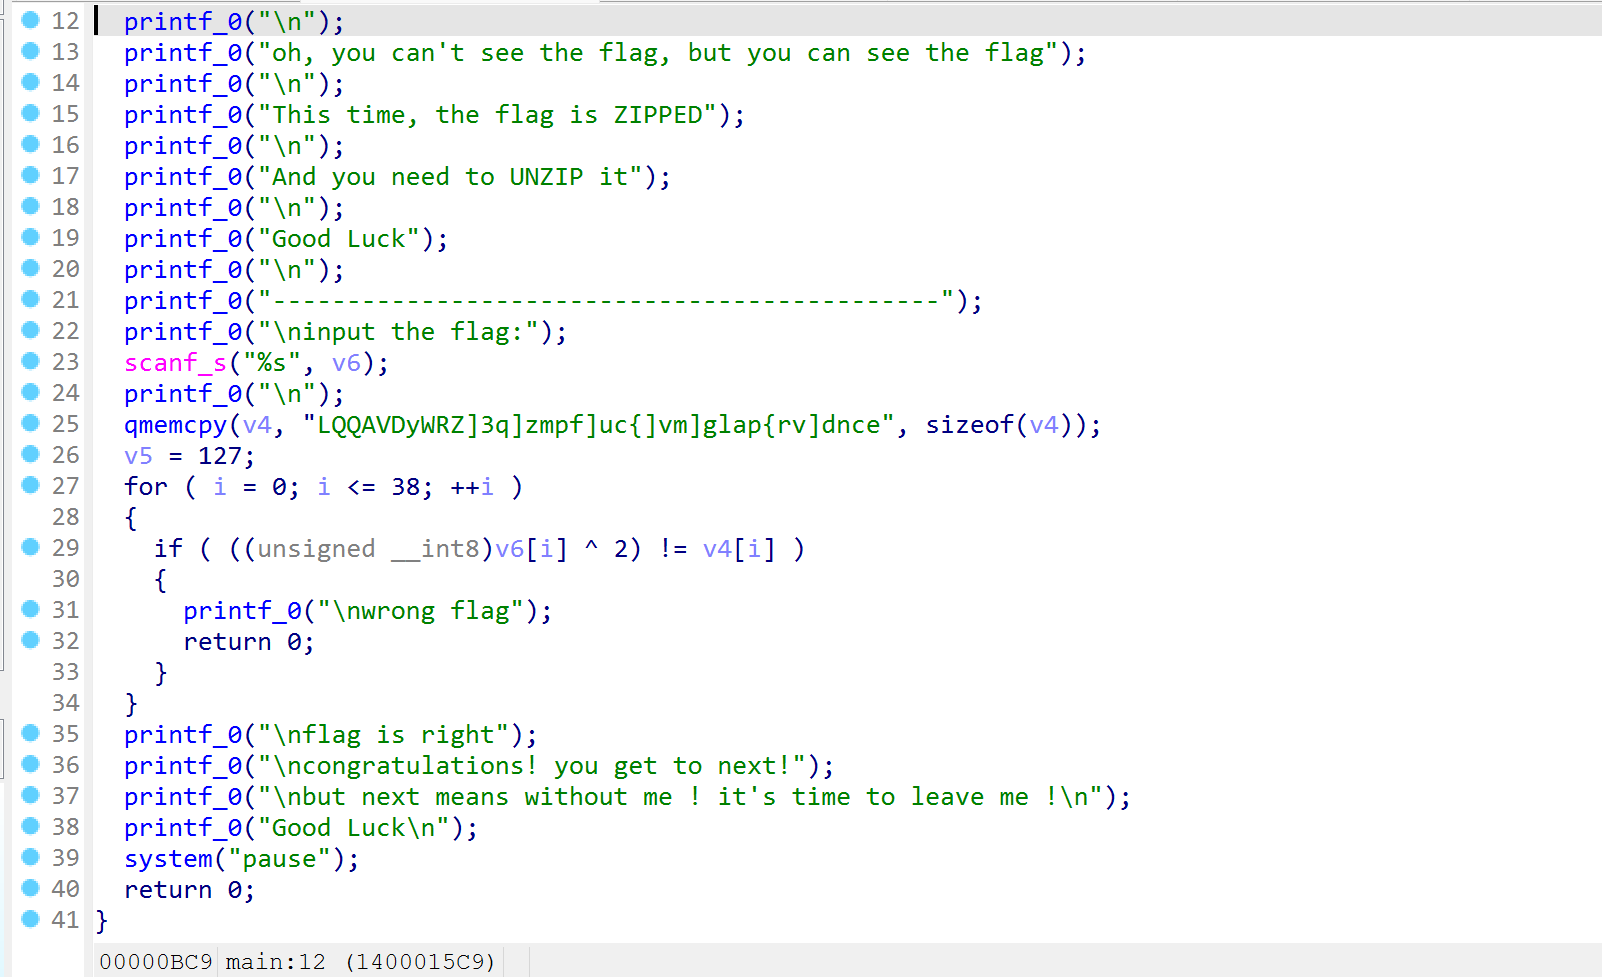 12 printf_0("\n");
13 printf_0("oh, you can't see the flag, but you can see the flag");
14 printf_0("\n");
15 printf_0("This time, the flag is ZIPPED");
16 printf_0("\n");
17 printf_0("And you need to UNZIP it");
18 printf_0("\n");
19 printf_0("Good Luck");
20 printf_0("\n");
21 printf_0("---------------------------------------------");
22 printf_0("\ninput the flag:");
23 scanf_s("%s", v6);
24 printf_0("\n");
25 qmemcpy(v4, "LQQAVDyWRZ]3q]zmpf]uc{]vm]glap{rv]dnce", sizeof(v4));
26 v5 = 127;
27 for ( i = 0; i <= 38; ++i )
28 {
29 if ( ((unsigned __int8)v6[i] ^ 2) != v4[i] )
30 {
31 printf_0("\nwrong flag");
32 return 0;
33 }
34 }
35 printf_0("\nflag is right");
36 printf_0("\ncongratulations! you get to next!");
37 printf_0("\nbut next means without me ! it's time to leave me !\n");
38 printf_0("Good Luck\n");
39 system("pause");
40 return 0;
41 }
00000BC9 main:12 (1400015C9)